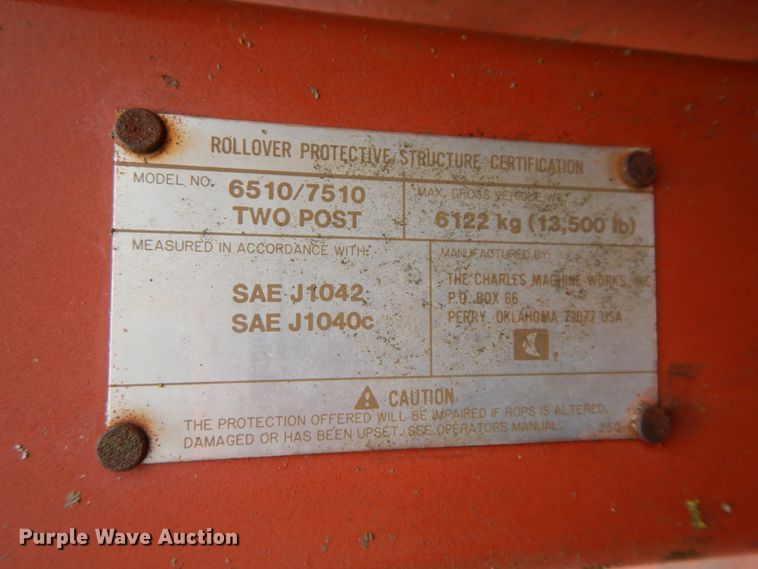 ROLLOVER PROTECTIVE STRUCTURE CERTIFICATION
MODEL NO. 6510/7510
TWO POST
MAX. GROSS VEHICLE WT.
6122 kg (13,500 lb)
MEASURED IN ACCORDANCE WITH:
SAE J1042
SAE J1040c
MANUFACTURED BY:
THE CHARLES MACHINE WORKS, INC.
P.O. BOX 66
PERRY, OKLAHOMA 73077 USA
CAUTION
THE PROTECTION OFFERED WILL BE IMPAIRED IF ROPS IS ALTERED,
DAMAGED OR HAS BEEN UPSET. SEE OPERATORS MANUAL.
Purple Wave Auction